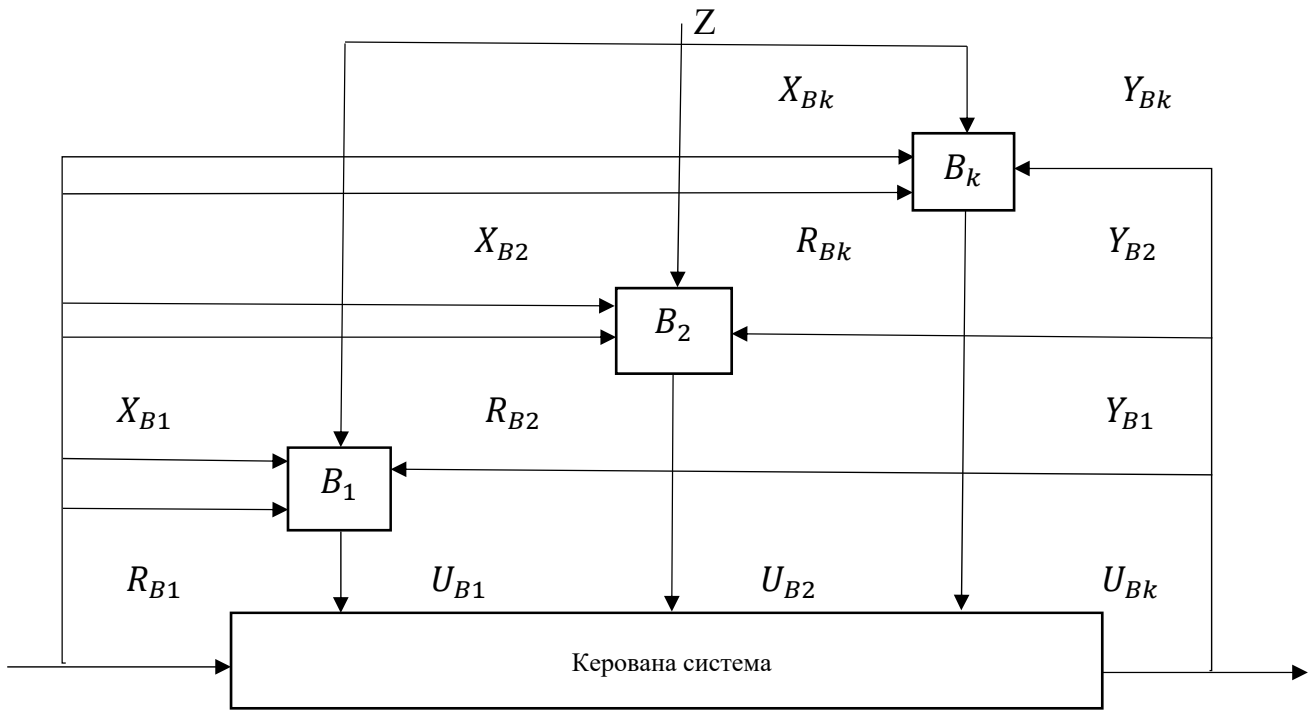 Z
X_{Bk} Y_{Bk}
B_k
X_{B2} R_{Bk} Y_{B2}
B_2
X_{B1} R_{B2} Y_{B1}
B_1
R_{B1} U_{B1} U_{B2} U_{Bk}
Керована система